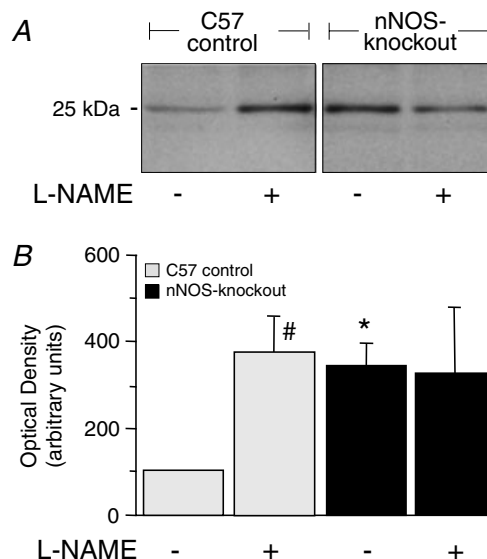 A
C57
control
nNOS-
knockout
25 kDa -
L-NAME - + - +
B
600
400
200
0
Optical Density
(arbitrary units)
C57 control
nNOS-knockout
#
*
L-NAME - + - +